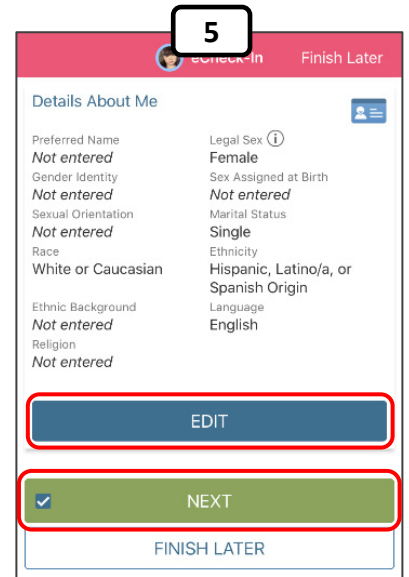 5
eCheck-In Finish Later
Details About Me
Preferred Name Legal Sex i
Not entered Female
Gender Identity Sex Assigned at Birth
Not entered Not entered
Sexual Orientation Marital Status
Not entered Single
Race Ethnicity
White or Caucasian Hispanic, Latino/a, or
Spanish Origin
Ethnic Background Language
Not entered English
Religion
Not entered
EDIT
NEXT
FINISH LATER